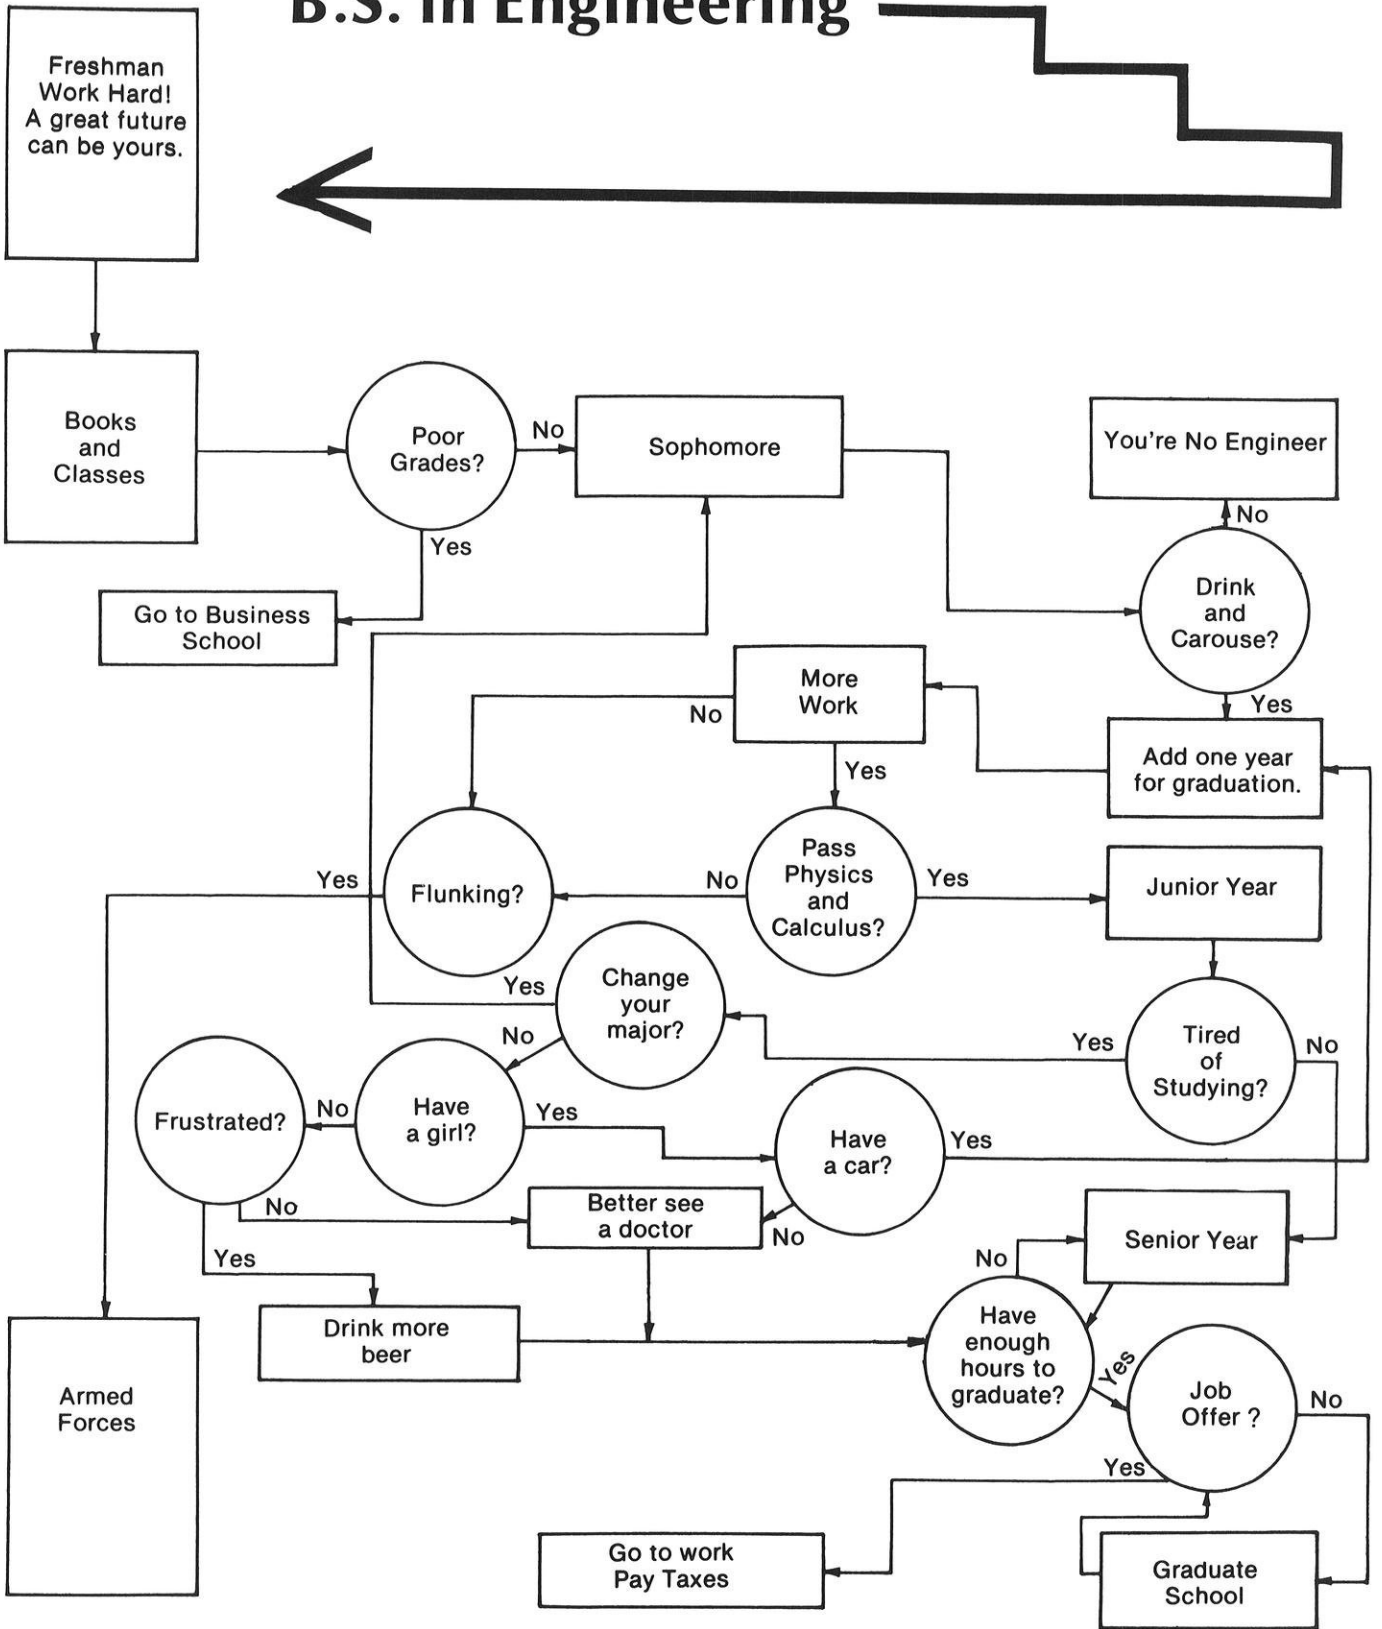 B.S. in Engineering
Freshman
Work Hard!
A great future
can be yours.
Books
and
Classes
Poor
Grades?
No
Sophomore
You're No Engineer
No
Yes
Drink
and
Carouse?
Go to Business
School
More
Work
Yes
No
Yes
Add one year
for graduation.
Pass
Physics
and
Calculus?
Yes
Flunking?
No
Yes
Junior Year
Change
your
major?
Yes
No
Yes
Tired
of
Studying?
No
Frustrated?
No
Have
a girl?
Yes
Have
a car?
Yes
No
Better see
a doctor
No
Yes
Senior Year
No
Drink more
beer
Have
enough
hours to
graduate?
Yes
Job
Offer ?
No
Armed
Forces
Yes
Go to work
Pay Taxes
Graduate
School